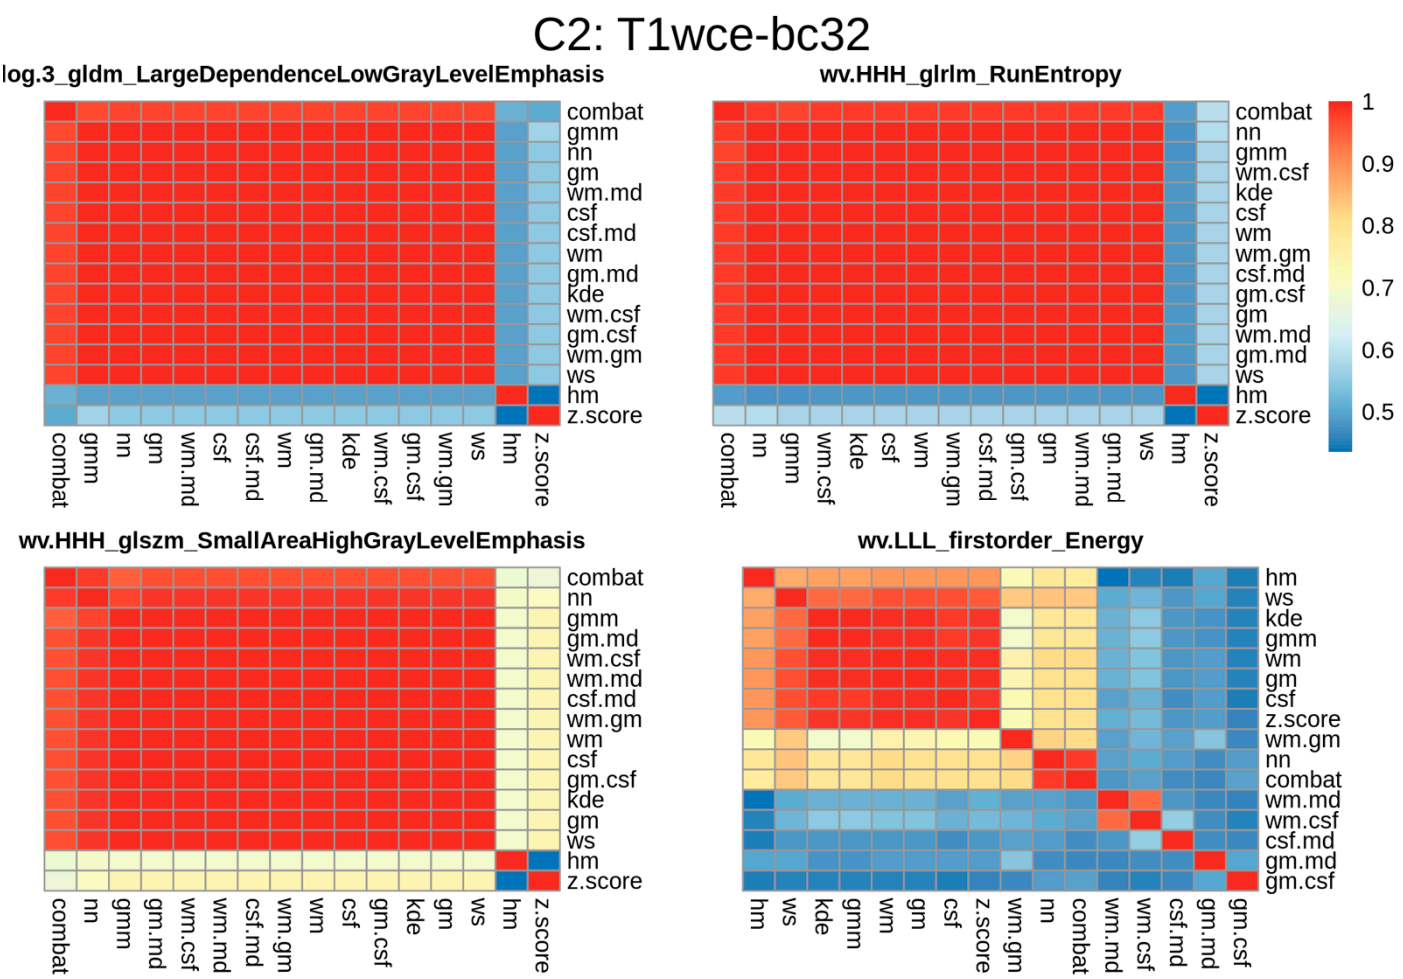 C2: T1wce-bc32
log.3_gldm_LargeDependenceLowGrayLevelEmphasis
combat
gmm
nn
gm
wm.md
csf
csf.md
wm
gm.md
kde
wm.csf
gm.csf
wm.gm
ws
hm
z.score
combat
gmm
nn
gm
wm.md
csf
csf.md
wm
gm.md
kde
wm.csf
gm.csf
wm.gm
ws
hm
z.score
wv.HHH_glrlm_RunEntropy
combat
nn
gmm
wm.csf
kde
csf
wm
wm.gm
csf.md
gm.csf
gm
wm.md
gm.md
ws
hm
z.score
combat
nn
gmm
wm.csf
kde
csf
wm
wm.gm
csf.md
gm.csf
gm
wm.md
gm.md
ws
hm
z.score
1
0.9
0.8
0.7
0.6
0.5
wv.HHH_glszm_SmallAreaHighGrayLevelEmphasis
combat
nn
gmm
gm.md
wm.csf
wm.md
csf.md
wm.gm
wm
csf
gm.csf
kde
gm
ws
hm
z.score
combat
nn
gmm
gm.md
wm.csf
wm.md
csf.md
wm.gm
wm
csf
gm.csf
kde
gm
ws
hm
z.score
wv.LLL_firstorder_Energy
hm
ws
kde
gmm
wm
gm
csf
z.score
wm.gm
nn
combat
wm.md
wm.csf
csf.md
gm.md
gm.csf
hm
ws
kde
gmm
wm
gm
csf
z.score
wm.gm
nn
combat
wm.md
wm.csf
csf.md
gm.md
gm.csf